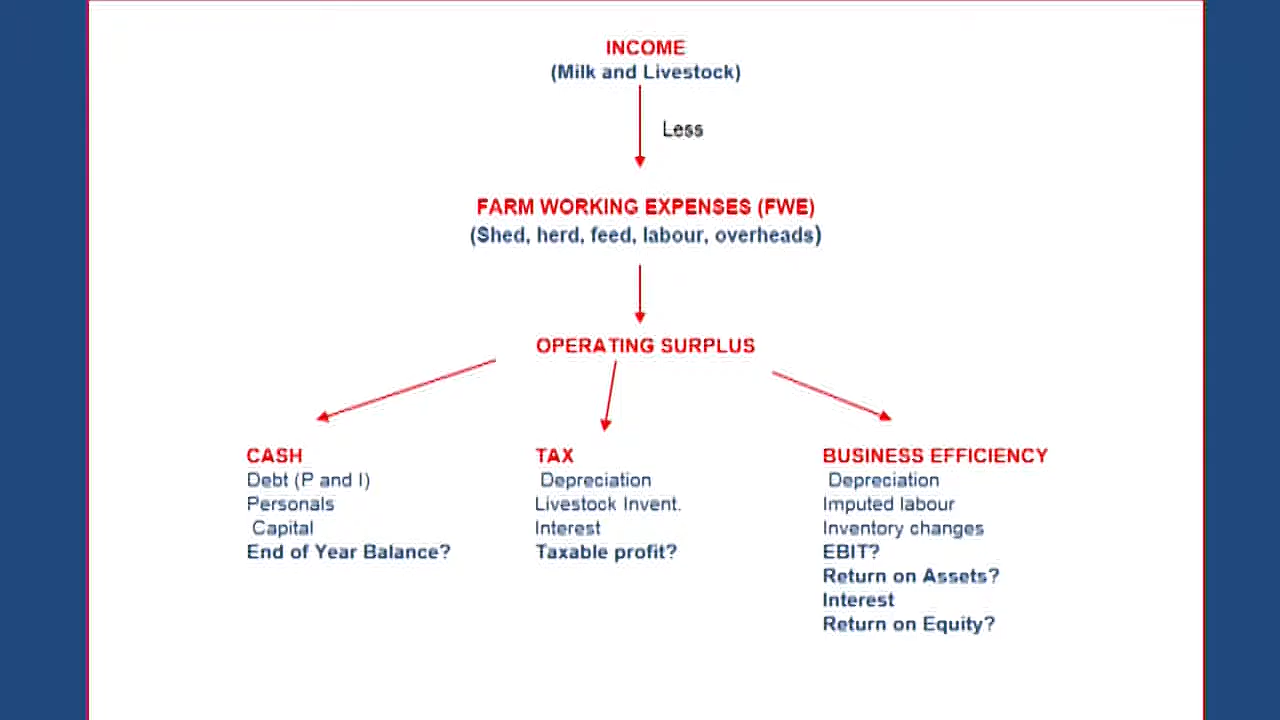 INCOME
(Milk and Livestock)
Less
FARM WORKING EXPENSES (FWE)
(Shed, herd, feed, labour, overheads)
OPERATING SURPLUS
CASH
Debt (P and I)
Personals
Capital
End of Year Balance?
TAX
Depreciation
Livestock Invent.
Interest
Taxable profit?
BUSINESS EFFICIENCY
Depreciation
Imputed labour
Inventory changes
EBIT?
Return on Assets?
Interest
Return on Equity?